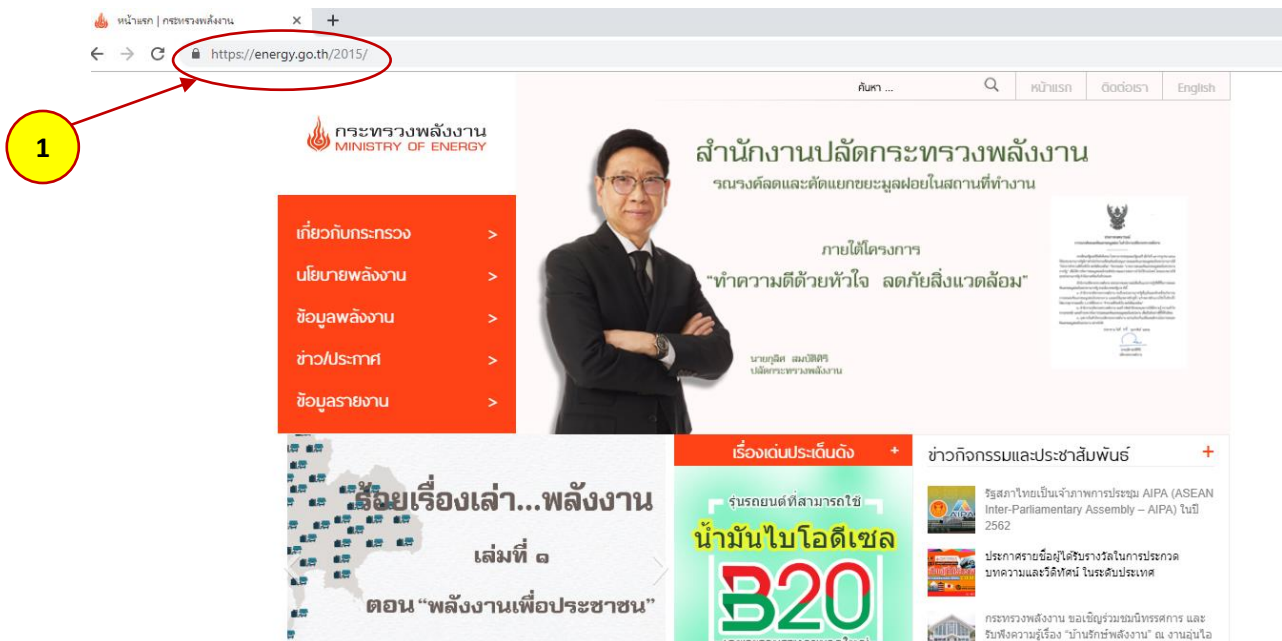 หน้าแรก | กระทรวงพลังงาน
https://energy.go.th/2015/
1
ค้นหา ...
หน้าแรก
ติดต่อเรา
English
กระทรวงพลังงาน
MINISTRY OF ENERGY
เกี่ยวกับกระทรวง >
นโยบายพลังงาน >
ข้อมูลพลังงาน >
ข่าว/ประกาศ >
ข้อมูลรายงาน >
สำนักงานปลัดกระทรวงพลังงาน
รณรงค์ลดและคัดแยกขยะมูลฝอยในสถานที่ทำงาน
ภายใต้โครงการ
“ทำความดีด้วยหัวใจ ลดภัยสิ่งแวดล้อม”
นายกุลิศ สมบัติศิริ
ปลัดกระทรวงพลังงาน
ร้อยเรื่องเล่า...พลังงาน
เล่มที่ ๑
ตอน “พลังงานเพื่อประชาชน”
เรื่องเด่นประเด็นดัง +
รุ่นรถยนต์ที่สามารถใช้
น้ำมันไบโอดีเซล
B20
ข่าวกิจกรรมและประชาสัมพันธ์ +
รัฐสภาไทยเป็นเจ้าภาพการประชุม AIPA (ASEAN
Inter-Parliamentary Assembly – AIPA) ในปี
2562
ประกาศรายชื่อผู้ได้รับรางวัลในการประกวด
บทความและวิดีทัศน์ ในระดับประเทศ
กระทรวงพลังงาน ขอเชิญร่วมชมนิทรรศการ และ
รับฟังความรู้เรื่อง “บ้านรักษ์พลังงาน” ณ งานอุ่นไอ